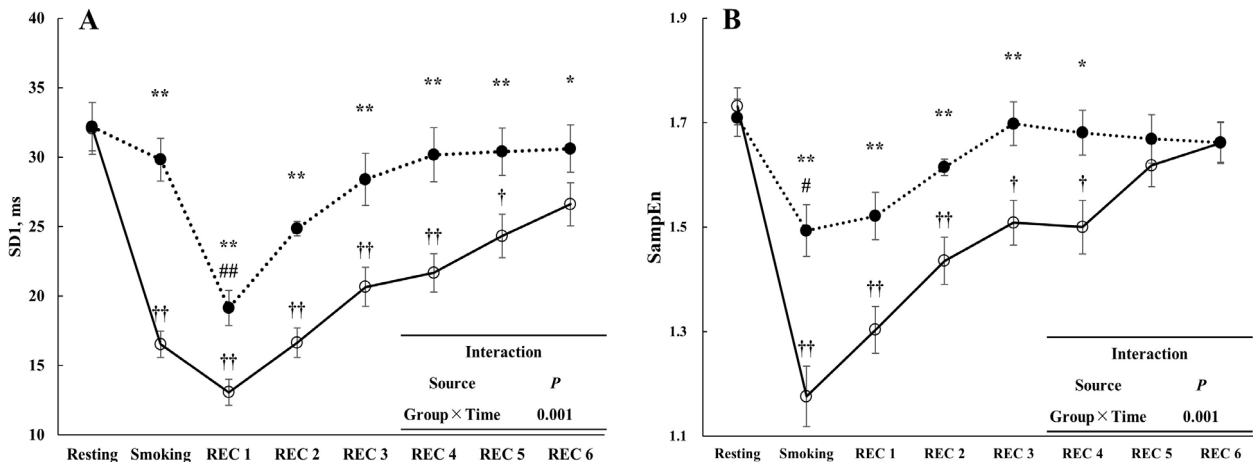 A
SD1, ms
40
35
30
25
20
15
10
** ** ** ** ** ** *
##
†† †† †† †† †† †
Interaction
Source P
Group×Time 0.001
Resting Smoking REC 1 REC 2 REC 3 REC 4 REC 5 REC 6
B
SampEn
1.9
1.7
1.5
1.3
1.1
** ** ** ** *
#
†† †† †† † †
Interaction
Source P
Group×Time 0.001
Resting Smoking REC 1 REC 2 REC 3 REC 4 REC 5 REC 6